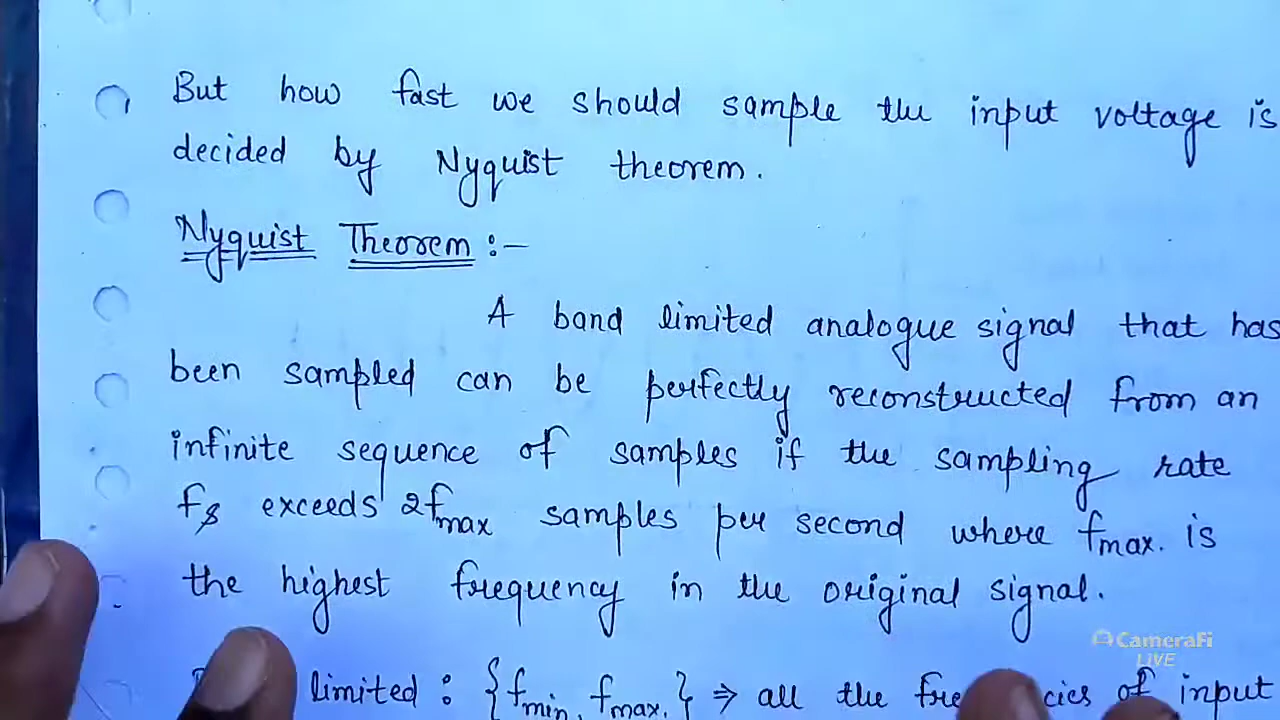 But how fast we should sample the input voltage is
decided by Nyquist theorem.
Nyquist Theorem :-
A band limited analogue signal that has
been sampled can be perfectly reconstructed from an
infinite sequence of samples if the sampling rate
fs exceeds 2fmax samples per second where fmax. is
the highest frequency in the original signal.
CameraFi
LiVE
limited : {fmin, fmax.} ⇒ all the of input